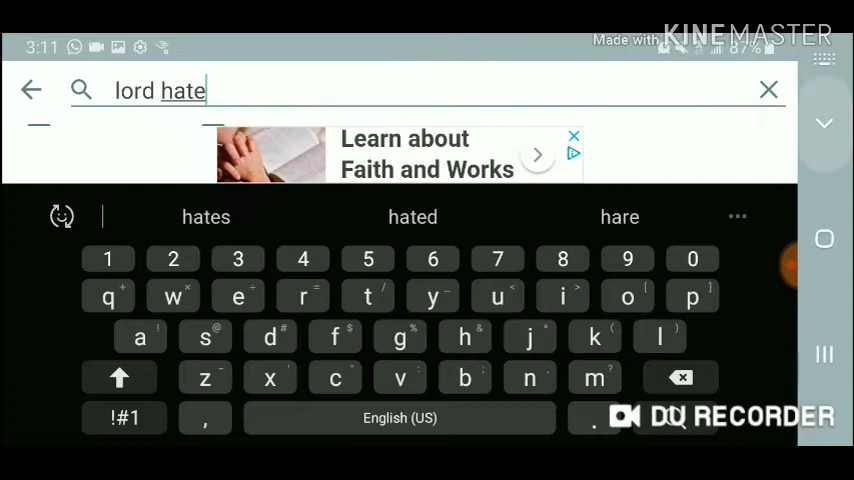 Made with KINEMASTER
3:11 87%
lord hate
Learn about
Faith and Works
hates hated hare
1 2 3 4 5 6 7 8 9 0
q + w × e ÷ r = t / y _ u < i > o [ p ]
a ! s @ d # f $ g % h & j * k ( l )
z - x ' c " v : b ; n , m ?
!#1 , English (US) .
DU RECORDER